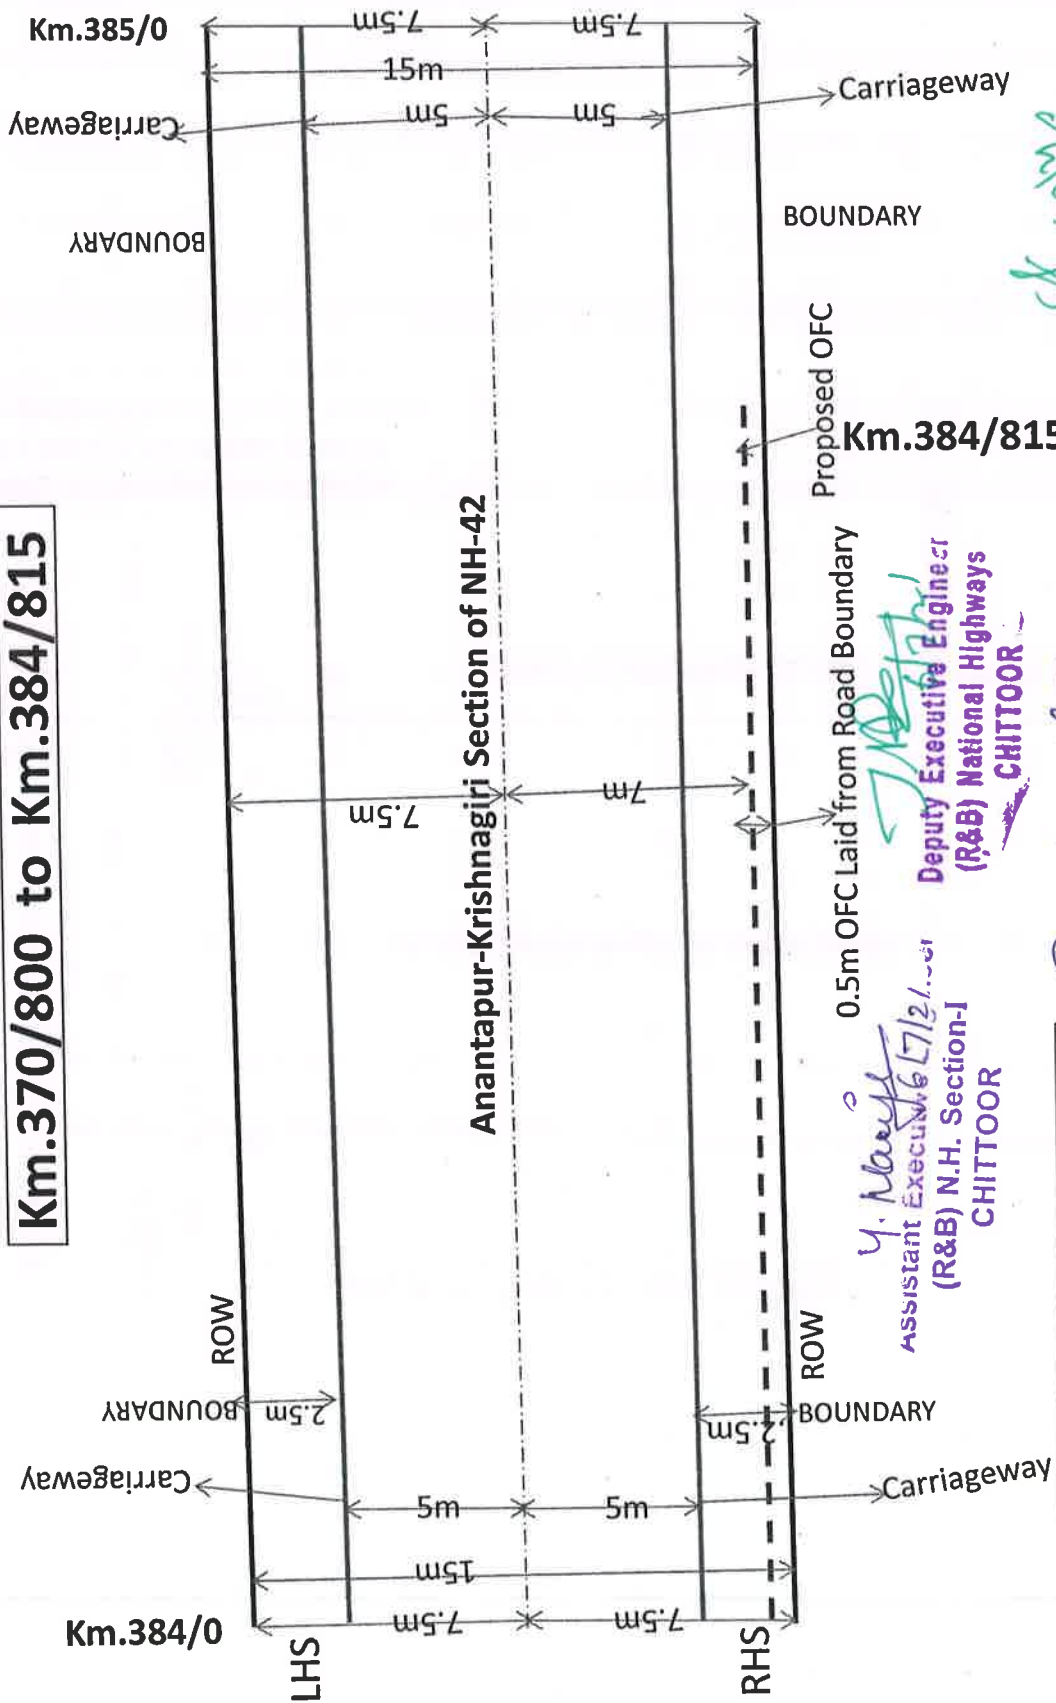 Km.370/800 to Km.384/815
Km.385/0
7.5m
7.5m
15m
Carriageway
5m
5m
Carriageway
BOUNDARY
BOUNDARY
Proposed OFC
Km.384/815
Anantapur-Krishnagiri Section of NH-42
7.5m
7m
0.5m OFC Laid from Road Boundary
Deputy Executive Engineer
(R&B) National Highways
CHITTOOR
Assistant Executive
(R&B) N.H. Section-I
CHITTOOR
ROW
ROW
BOUNDARY
2.5m
2.5m
BOUNDARY
Carriageway
5m
5m
Carriageway
15m
Km.384/0
7.5m
7.5m
LHS
RHS